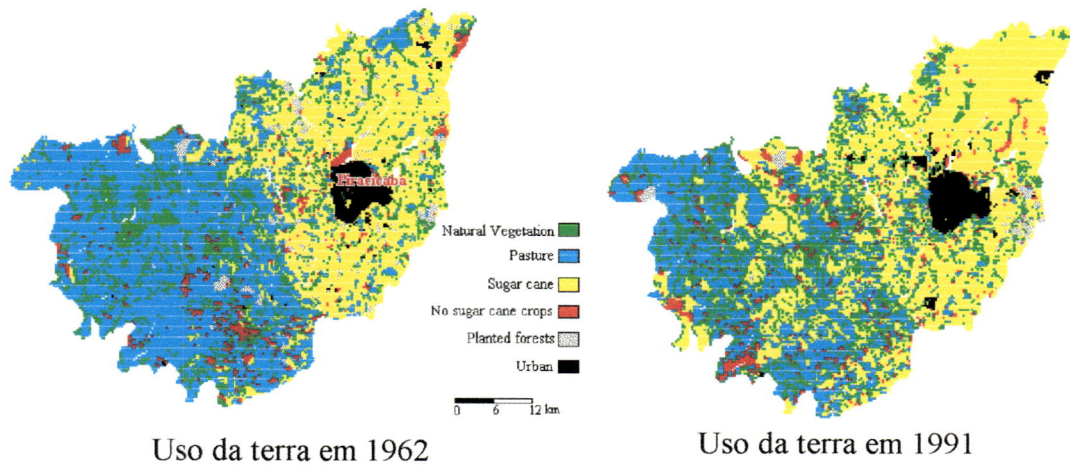 Piracicaba
Natural Vegetation
Pasture
Sugar cane
No sugar cane crops
Planted forests
Urban
0 6 12 km
Uso da terra em 1962
Uso da terra em 1991